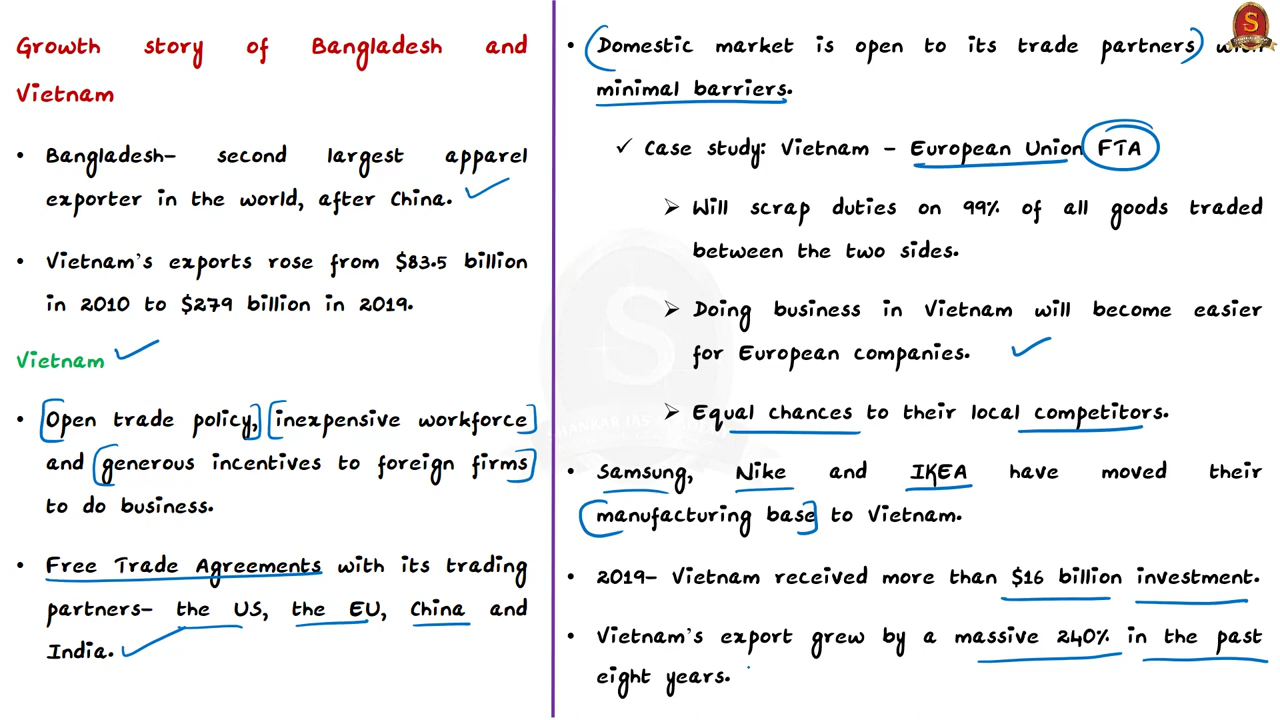 Growth story of Bangladesh and
Vietnam
• Bangladesh- second largest apparel
exporter in the world, after China.
• Vietnam's exports rose from $83.5 billion
in 2010 to $279 billion in 2019.
Vietnam
• Open trade policy, inexpensive workforce
and generous incentives to foreign firms
to do business.
• Free Trade Agreements with its trading
partners- the US, the EU, China and
India.
• Domestic market is open to its trade partners with
minimal barriers.
✓ Case study: Vietnam - European Union FTA
➢ Will scrap duties on 99% of all goods traded
between the two sides.
➢ Doing business in Vietnam will become easier
for European companies.
➢ Equal chances to their local competitors.
• Samsung, Nike and IKEA have moved their
manufacturing base to Vietnam.
• 2019- Vietnam received more than $16 billion investment.
• Vietnam's export grew by a massive 240% in the past
eight years.
S